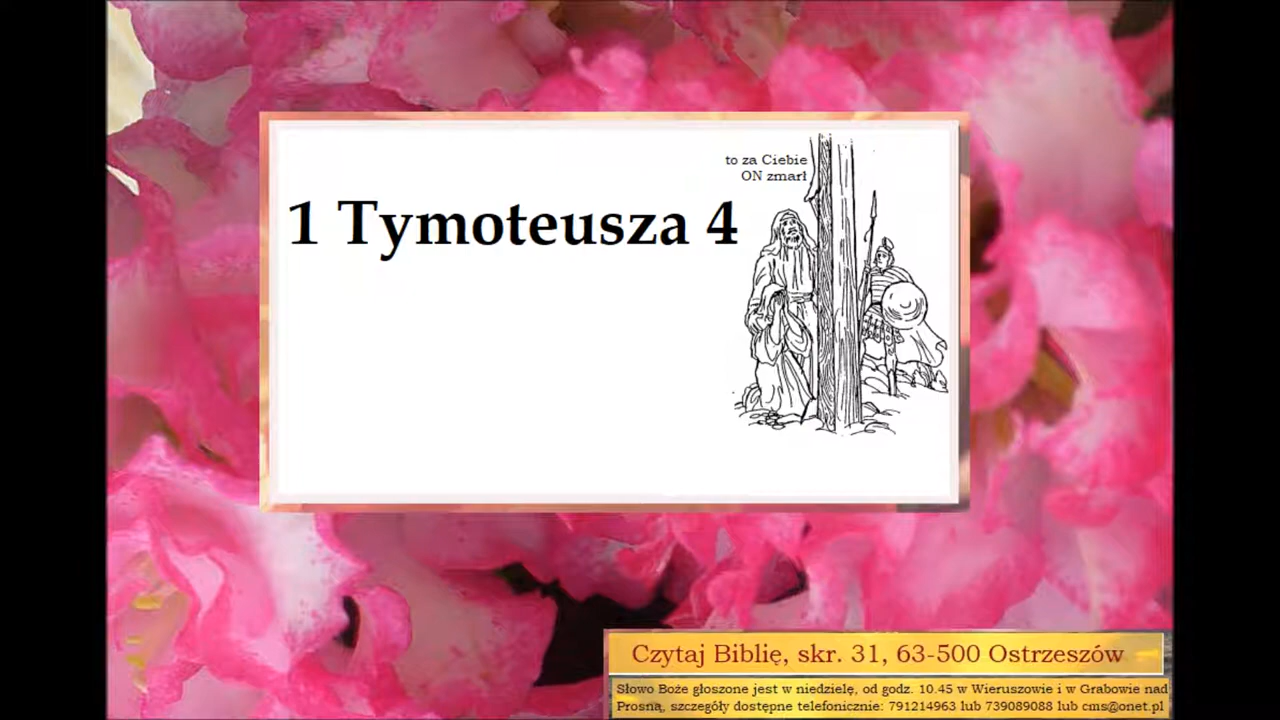 to za Ciebie
ON zmarł
1 Tymoteusza 4
Czytaj Biblię, skr. 31, 63-500 Ostrzeszów
Słowo Boże głoszone jest w niedzielę, od godz. 10.45 w Wieruszowie i w Grabowie nad
Prosną, szczegóły dostępne telefonicznie: 791214963 lub 739089088 lub cms@onet.pl